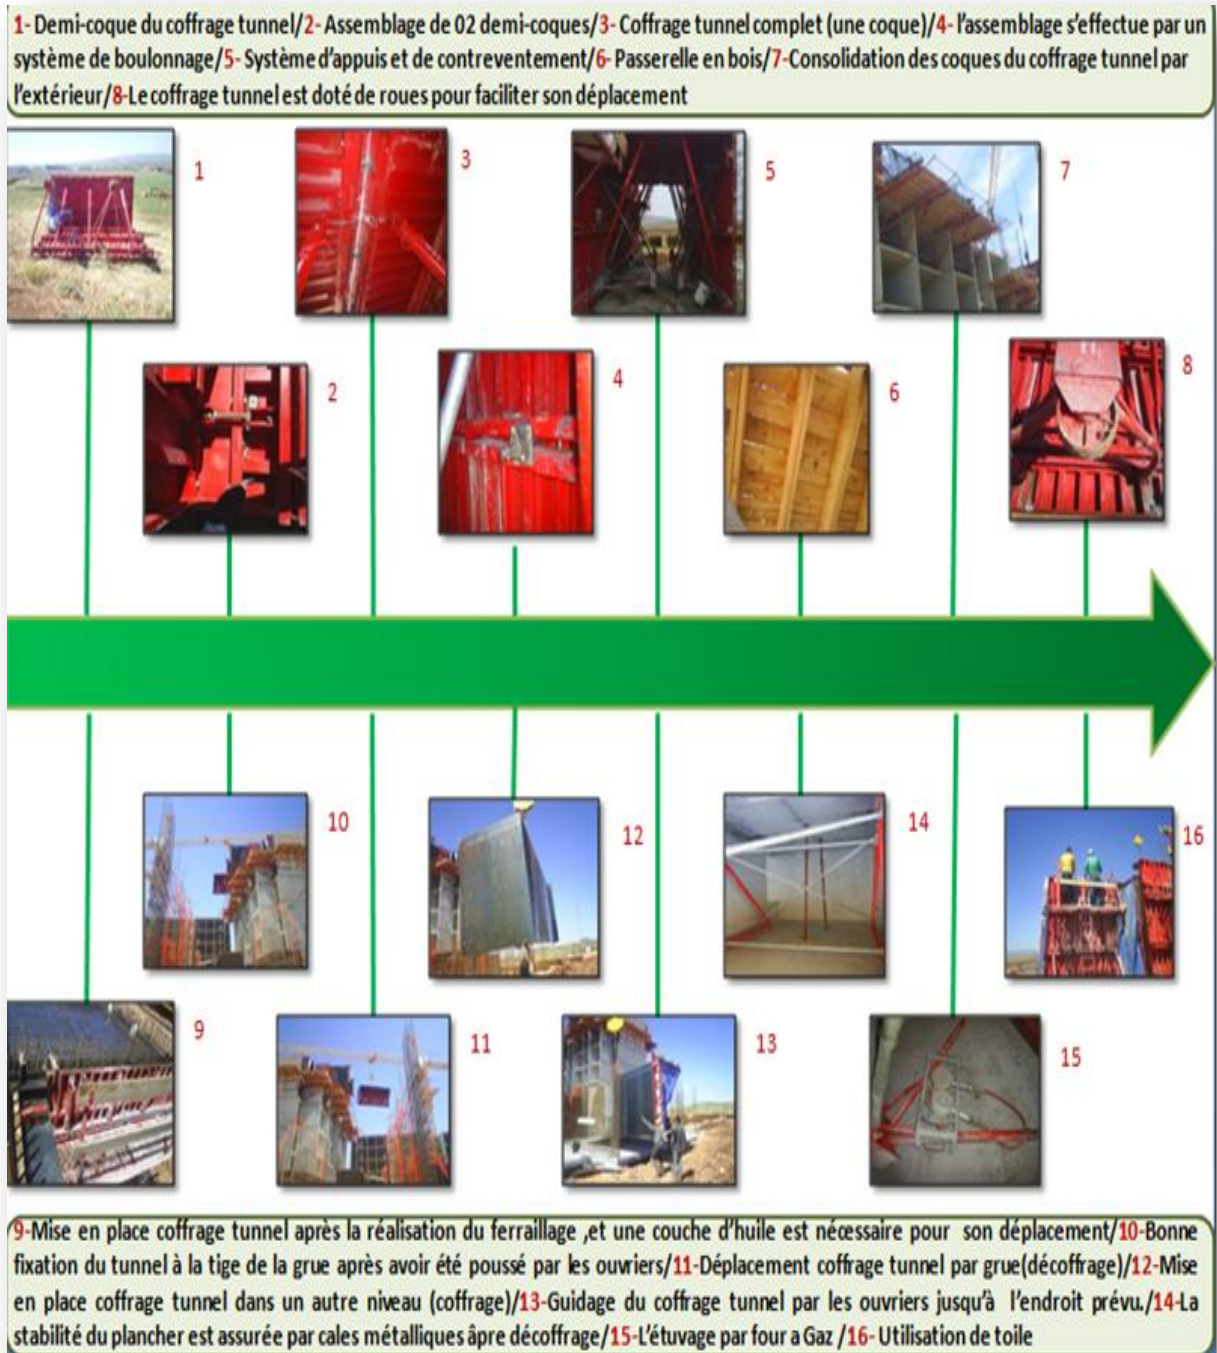 1- Demi-coque du coffrage tunnel/2- Assemblage de 02 demi-coques/3- Coffrage tunnel complet (une coque)/4- l'assemblage s'effectue par un
système de boulonnage/5- Système d'appuis et de contreventement/6- Passerelle en bois/7-Consolidation des coques du coffrage tunnel par
l'extérieur/8-Le coffrage tunnel est doté de roues pour faciliter son déplacement
1
3
5
7
2
4
6
8
10
12
14
16
9
11
13
15
9-Mise en place coffrage tunnel après la réalisation du ferraillage ,et une couche d'huile est nécessaire pour son déplacement/10-Bonne
fixation du tunnel à la tige de la grue après avoir été poussé par les ouvriers/11-Déplacement coffrage tunnel par grue(décoffrage)/12-Mise
en place coffrage tunnel dans un autre niveau (coffrage)/13-Guidage du coffrage tunnel par les ouvriers jusqu'à l'endroit prévu./14-La
stabilité du plancher est assurée par cales métalliques âpre décoffrage/15-L'étuvage par four a Gaz /16- Utilisation de toile